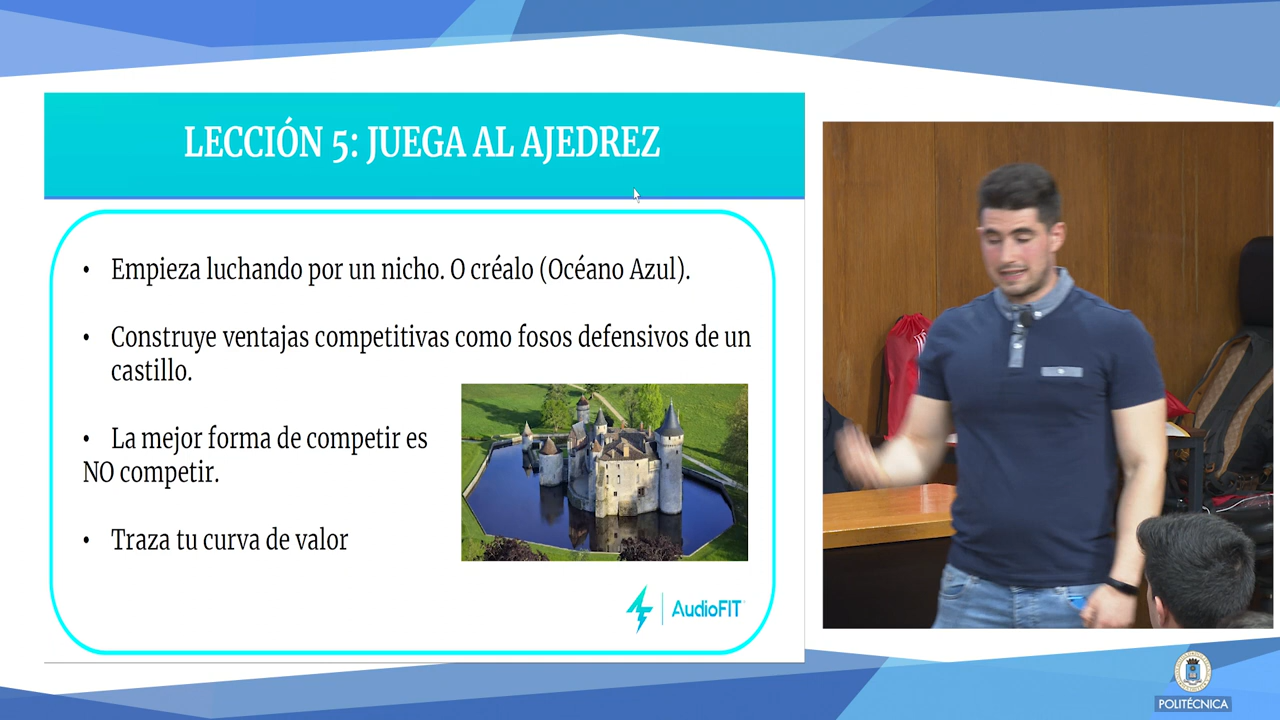 LECCIÓN 5: JUEGA AL AJEDREZ
• Empieza luchando por un nicho. O créalo (Océano Azul).
• Construye ventajas competitivas como fosos defensivos de un
castillo.
• La mejor forma de competir es
NO competir.
• Traza tu curva de valor
AudioFIT
POLITÉCNICA